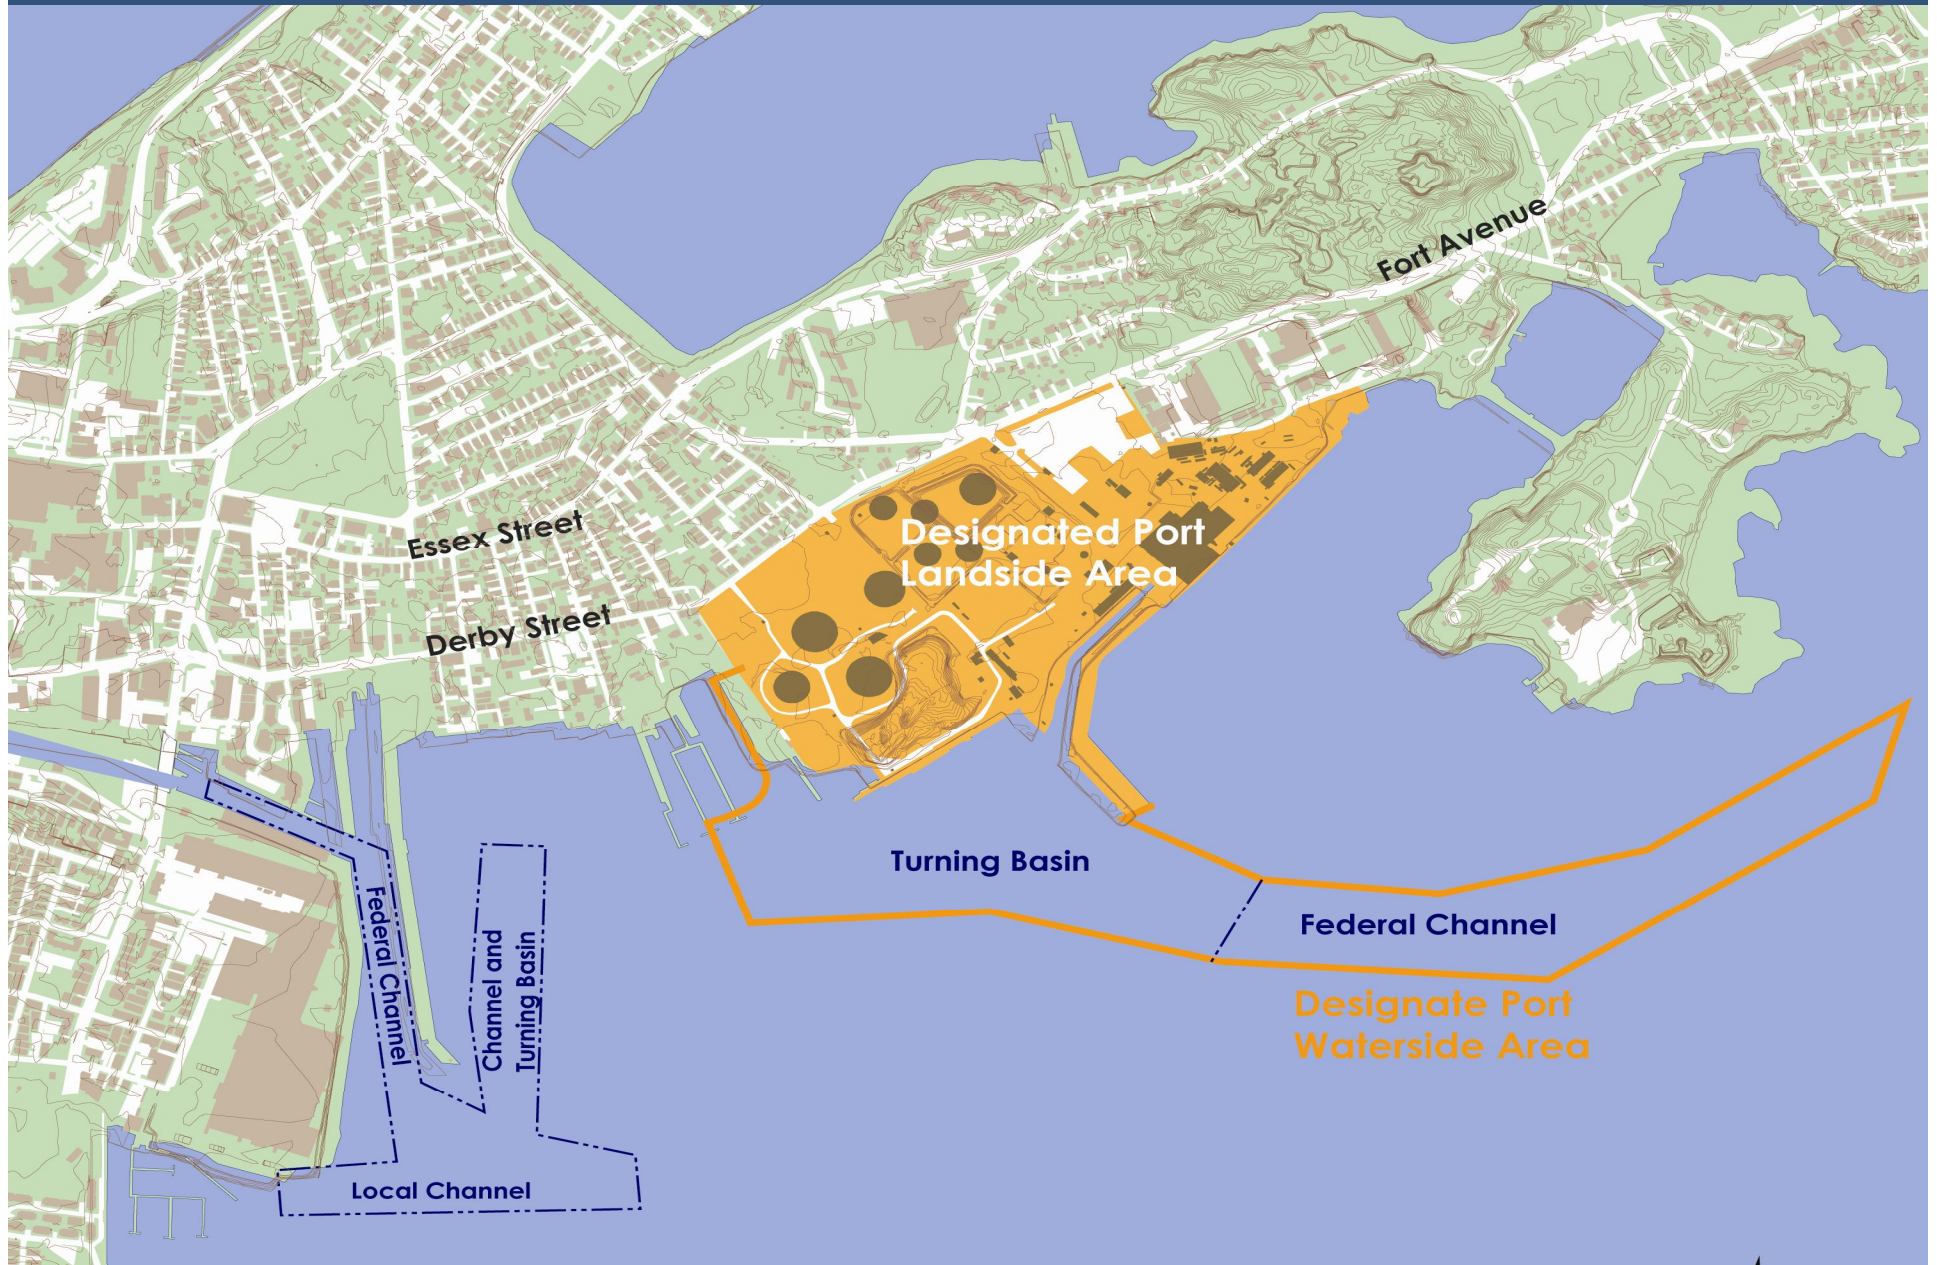 Fort Avenue
Essex Street
Designated Port
Landside Area
Derby Street
Turning Basin
Federal Channel
Federal Channel
Channel and
Turning Basin
Designate Port
Waterside Area
Local Channel